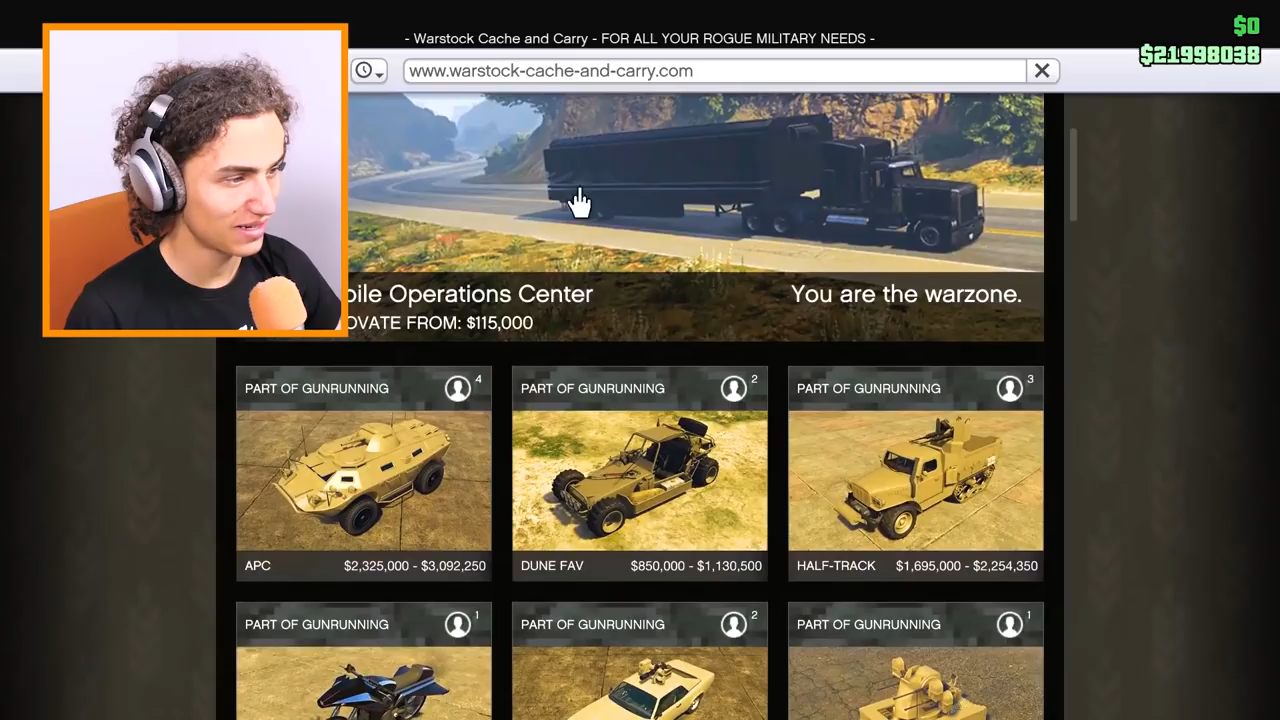 $0
- Warstock Cache and Carry - FOR ALL YOUR ROGUE MILITARY NEEDS -
$21998038
www.warstock-cache-and-carry.com
bile Operations Center
You are the warzone.
OVATE FROM: $115,000
PART OF GUNRUNNING 4
PART OF GUNRUNNING 2
PART OF GUNRUNNING 3
APC $2,325,000 - $3,092,250
DUNE FAV $850,000 - $1,130,500
HALF-TRACK $1,695,000 - $2,254,350
PART OF GUNRUNNING 1
PART OF GUNRUNNING 2
PART OF GUNRUNNING 1